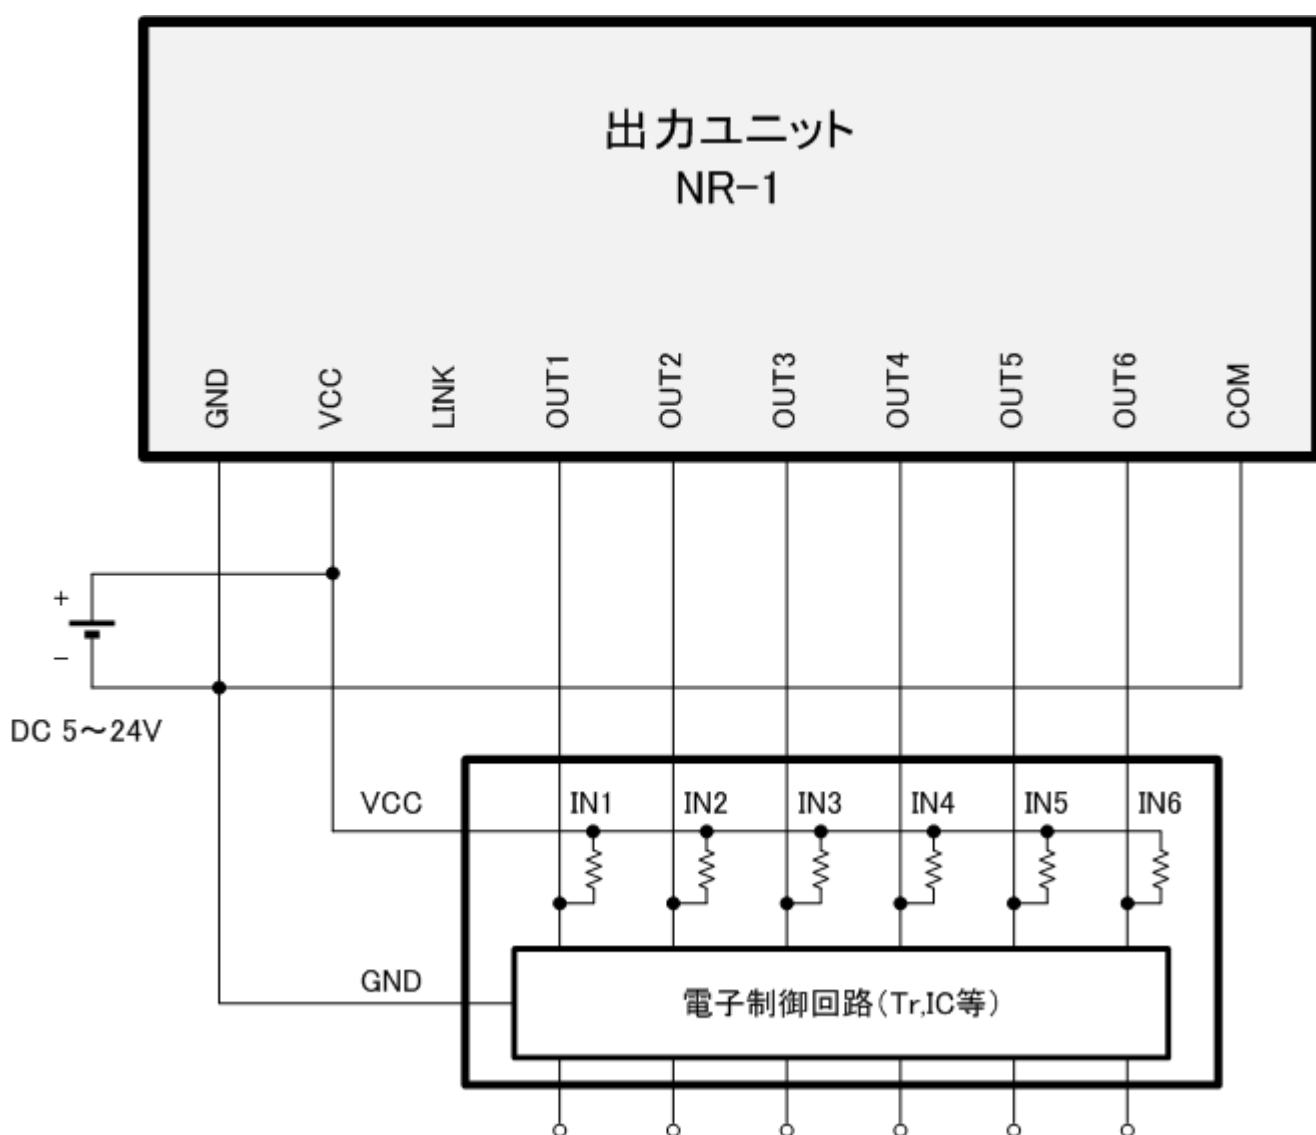 出力ユニット
NR-1
GND VCC LINK OUT1 OUT2 OUT3 OUT4 OUT5 OUT6 COM
+
−
DC 5～24V
VCC IN1 IN2 IN3 IN4 IN5 IN6
GND
電子制御回路(Tr,IC等)